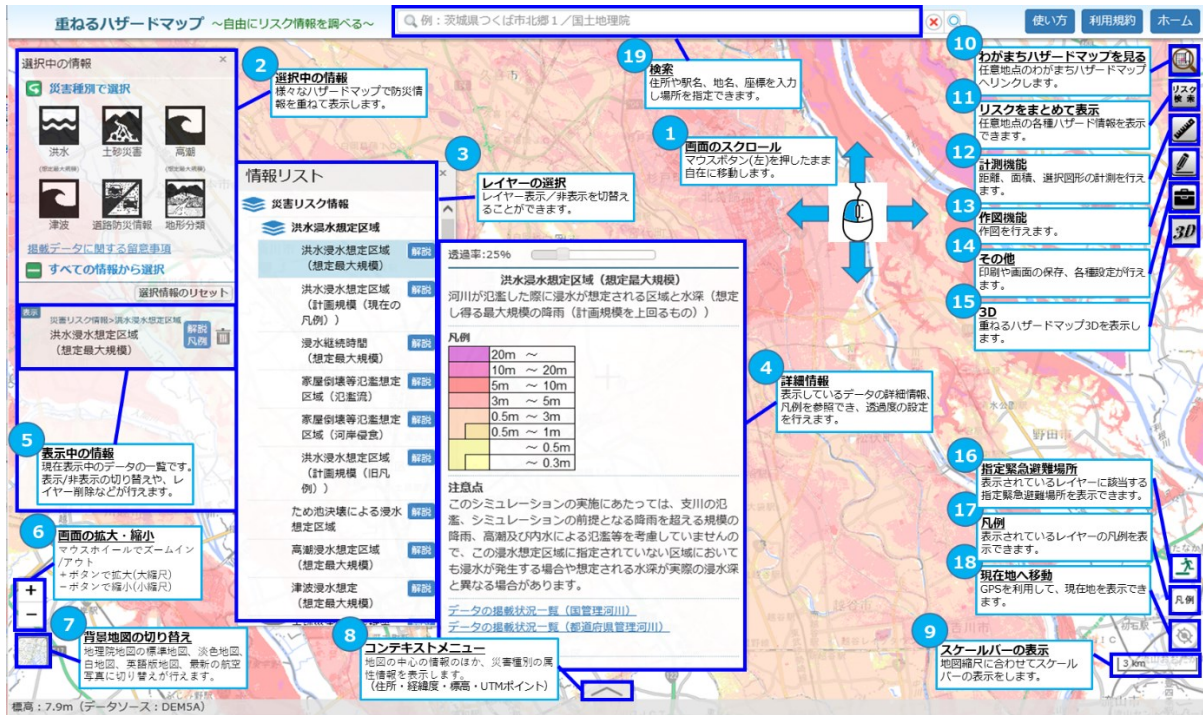 重ねるハザードマップ ～自由にリスク情報を調べる～
例：茨城県つくば市北郷１／国土地理院
使い方
利用規約
ホーム
選択中の情報
×
災害種別で選択
洪水
(想定最大規模)
土砂災害
高潮
(想定最大規模)
津波
道路防災情報
地形分類
掲載データに関する留意事項
すべての情報から選択
選択情報のリセット
表示
災害リスク情報>洪水浸水想定区域
洪水浸水想定区域
（想定最大規模）
解説
凡例
2
選択中の情報
様々なハザードマップで防災情
報を重ねて表示します。
3
レイヤーの選択
レイヤー表示／非表示を切替え
ることができます。
情報リスト
×
災害リスク情報
洪水浸水想定区域
洪水浸水想定区域
（想定最大規模）
解説
洪水浸水想定区域
（計画規模（現在の
凡例））
解説
浸水継続時間
（想定最大規模）
解説
家屋倒壊等氾濫想定
区域（氾濫流）
解説
家屋倒壊等氾濫想定
区域（河岸侵食）
解説
洪水浸水想定区域
（計画規模（旧凡
例））
解説
ため池決壊による浸水
想定区域
解説
高潮浸水想定区域
（想定最大規模）
解説
津波浸水想定
（想定最大規模）
解説
透過率:25%
洪水浸水想定区域（想定最大規模）
河川が氾濫した際に浸水が想定される区域と水深（想定
し得る最大規模の降雨（計画規模を上回るもの））
凡例
20m ～
10m ～ 20m
5m ～ 10m
3m ～ 5m
0.5m ～ 3m
0.5m ～ 1m
～ 0.5m
～ 0.3m
注意点
このシミュレーションの実施にあたっては、支川の氾
濫、シミュレーションの前提となる降雨を超える規模の
降雨、高潮及び内水による氾濫等を考慮していませんの
で、この浸水想定区域に指定されていない区域において
も浸水が発生する場合や想定される水深が実際の浸水深
と異なる場合があります。
データの掲載状況一覧（国管理河川）
データの掲載状況一覧（都道府県管理河川）
19
検索
住所や駅名、地名、座標を入力
し場所を指定できます。
1
画面のスクロール
マウスボタン(左)を押したまま
自在に移動します。
4
詳細情報
表示しているデータの詳細情報、
凡例を参照でき、透過度の設定
を行えます。
5
表示中の情報
現在表示中のデータの一覧です。
表示/非表示の切り替えや、レ
イヤー削除などが行えます。
6
画面の拡大・縮小
マウスホイールでズームイン
/アウト
＋ボタンで拡大(大縮尺)
－ボタンで縮小(小縮尺)
+
−
7
背景地図の切り替え
地理院地図の標準地図、淡色地図、
白地図、英語版地図、最新の航空
写真に切り替えが行えます。
8
コンテキストメニュー
地図の中心の情報のほか、災害種別の属
性情報を表示します。
（住所・経緯度・標高・UTMポイント）
9
スケールバーの表示
地図縮尺に合わせてスケール
バーの表示をします。
3 km
10
わがまちハザードマップを見る
任意地点のわがまちハザードマップ
へリンクします。
11
リスクをまとめて表示
任意地点の各種ハザード情報を表示
できます。
リスク
検索
12
計測機能
距離、面積、選択図形の計測を行え
ます。
13
作図機能
作図を行えます。
14
その他
印刷や画面の保存、各種設定が行え
ます。
15
3D
重ねるハザードマップ3Dを表示し
ます。
3D
16
指定緊急避難場所
表示されているレイヤーに該当する
指定緊急避難場所を表示できます。
17
凡例
表示されているレイヤーの凡例を表
示できます。
凡例
18
現在地へ移動
GPSを利用して、現在地を表示でき
ます。
野田市
吉川市
標高：7.9m（データソース：DEM5A）